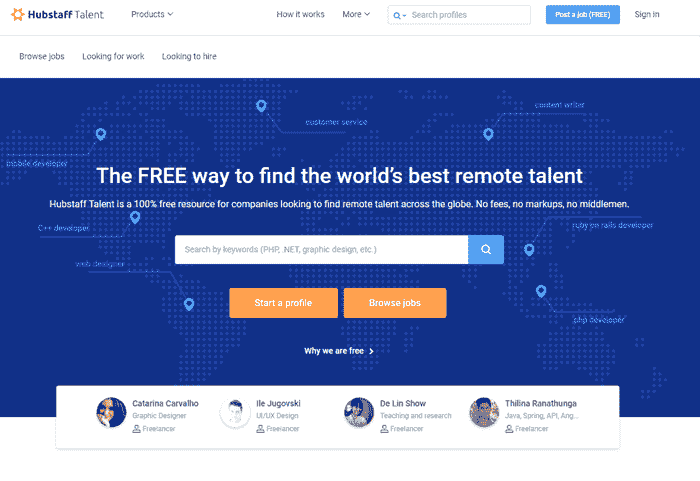 Hubstaff Talent
Products
How it works
More
Search profiles
Post a job (FREE)
Sign in
Browse jobs
Looking for work
Looking to hire
content writer
customer service
mobile developer
The FREE way to find the world's best remote talent
Hubstaff Talent is a 100% free resource for companies looking to find remote talent across the globe. No fees, no markups, no middlemen.
C++ developer
ruby on rails developer
Search by keywords (PHP, .NET, graphic design, etc.)
web designer
Start a profile
Browse jobs
php developer
Why we are free
Catarina Carvalho
Graphic Designer
Freelancer
Ile Jugovski
UI/UX Design
Freelancer
De Lin Show
Teaching and research
Freelancer
Thilina Ranathunga
Java, Spring, API, Ang...
Freelancer